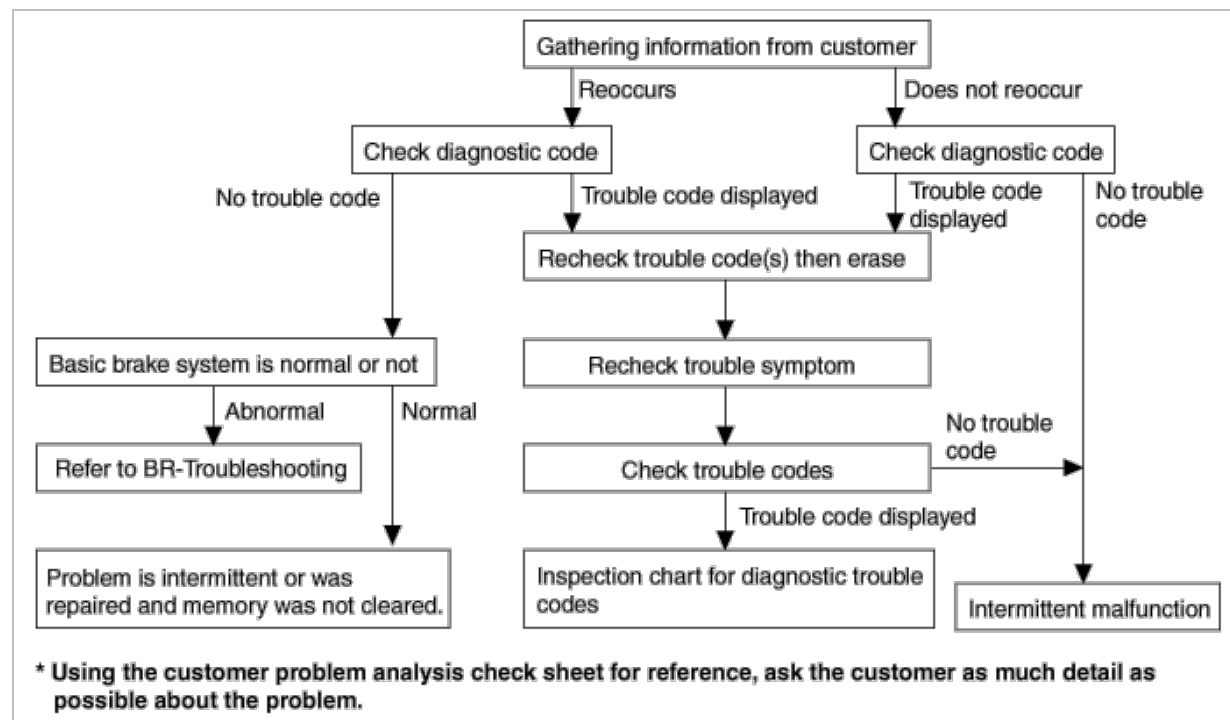 Gathering information from customer
Reoccurs
Does not reoccur
Check diagnostic code
Check diagnostic code
No trouble code
Trouble code displayed
Trouble code
displayed
No trouble
code
Recheck trouble code(s) then erase
Basic brake system is normal or not
Recheck trouble symptom
Abnormal
Normal
No trouble
code
Refer to BR-Troubleshooting
Check trouble codes
Trouble code displayed
Problem is intermittent or was
repaired and memory was not cleared.
Inspection chart for diagnostic trouble
codes
Intermittent malfunction
* Using the customer problem analysis check sheet for reference, ask the customer as much detail as
possible about the problem.